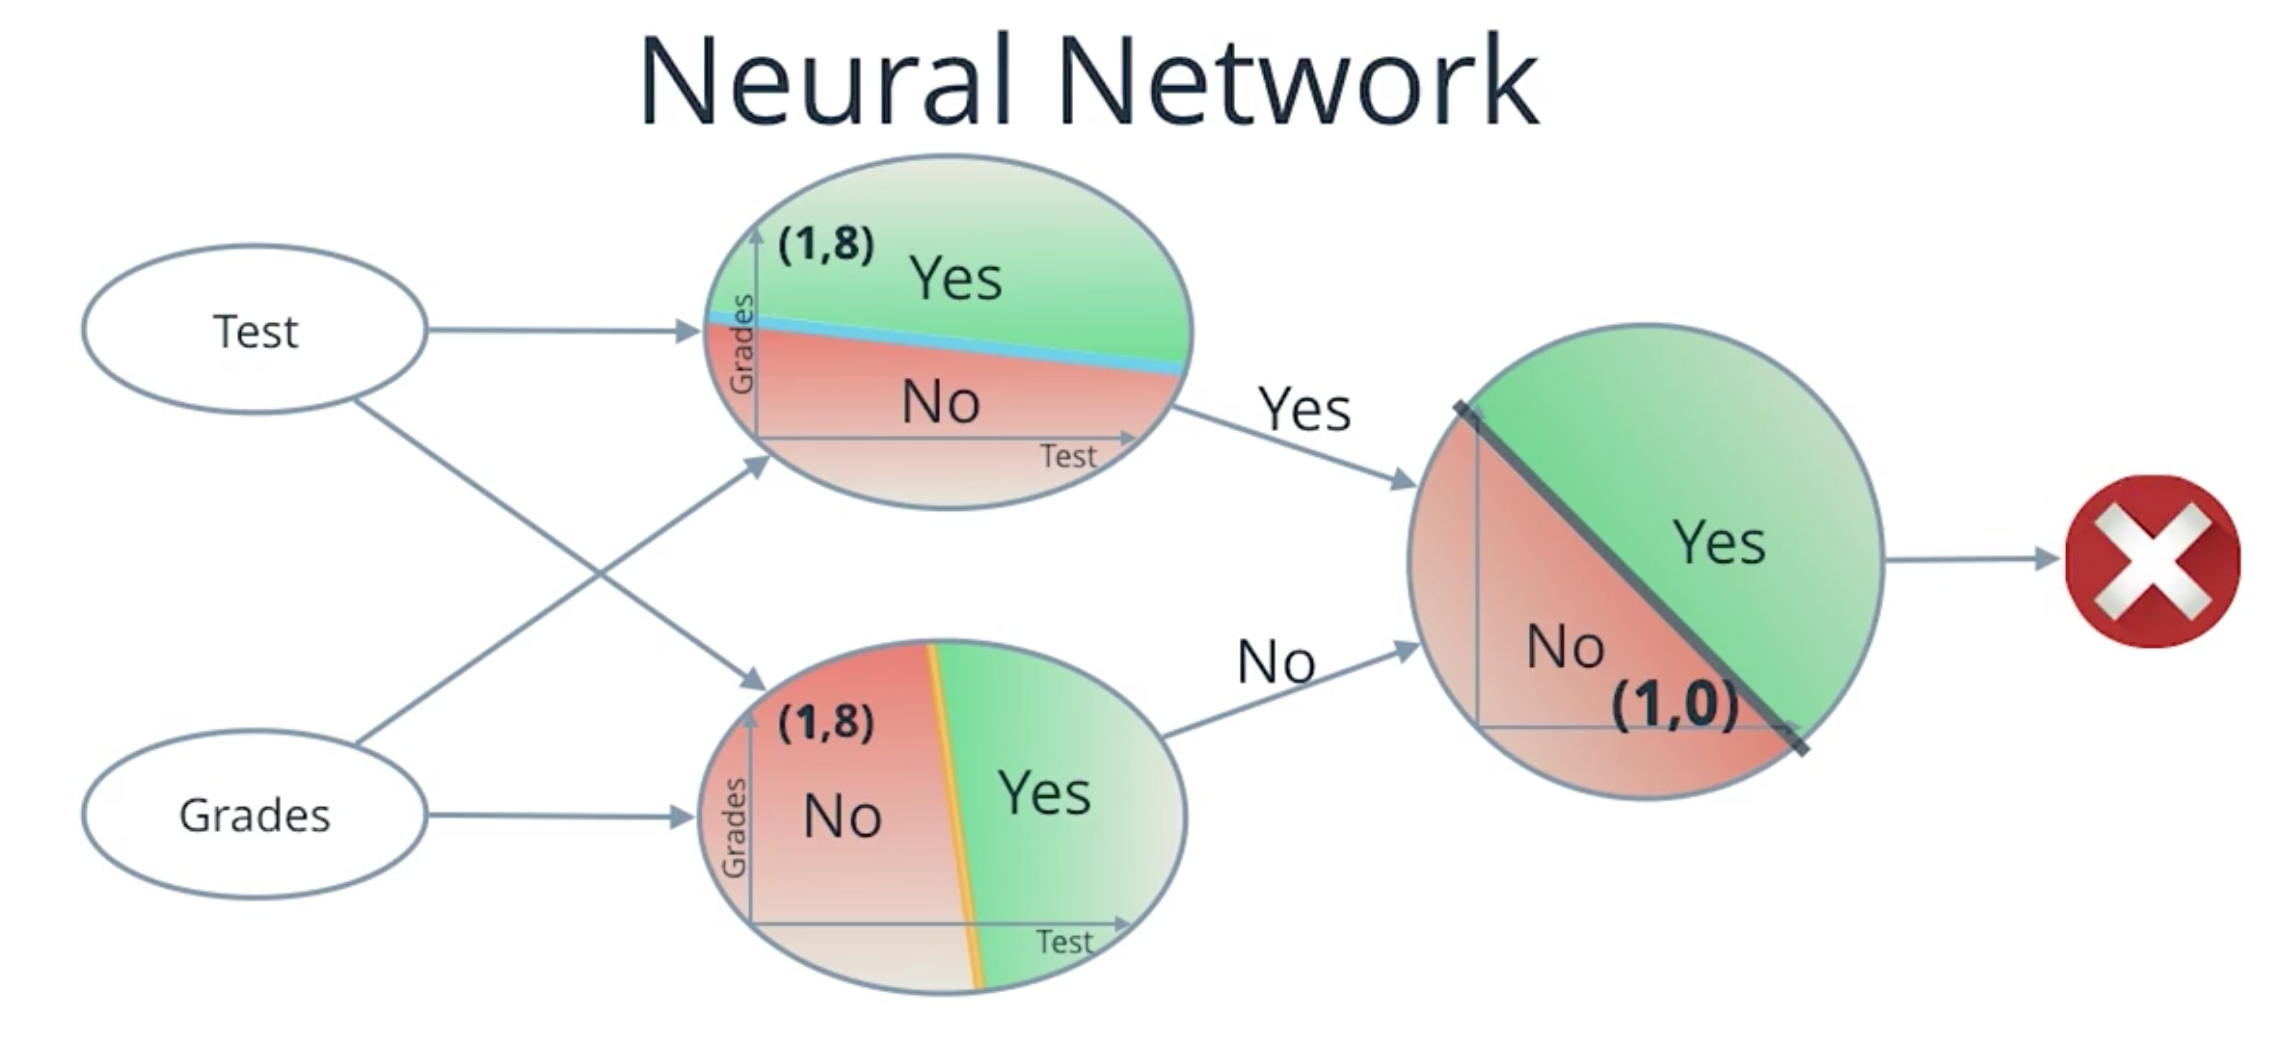 Neural Network
Test
Grades
(1,8)
Yes
No
Grades
Test
(1,8)
No
Yes
Grades
Test
Yes
No
Yes
No
(1,0)